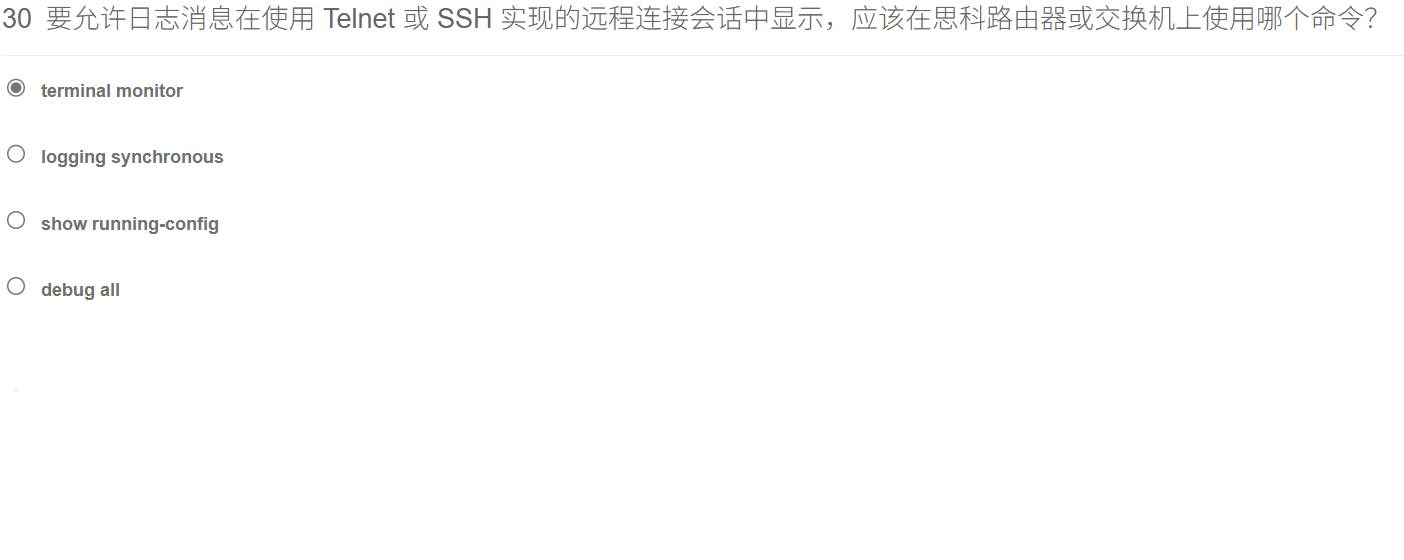 30 要允许日志消息在使用 Telnet 或 SSH 实现的远程连接会话中显示，应该在思科路由器或交换机上使用哪个命令？
terminal monitor
logging synchronous
show running-config
debug all